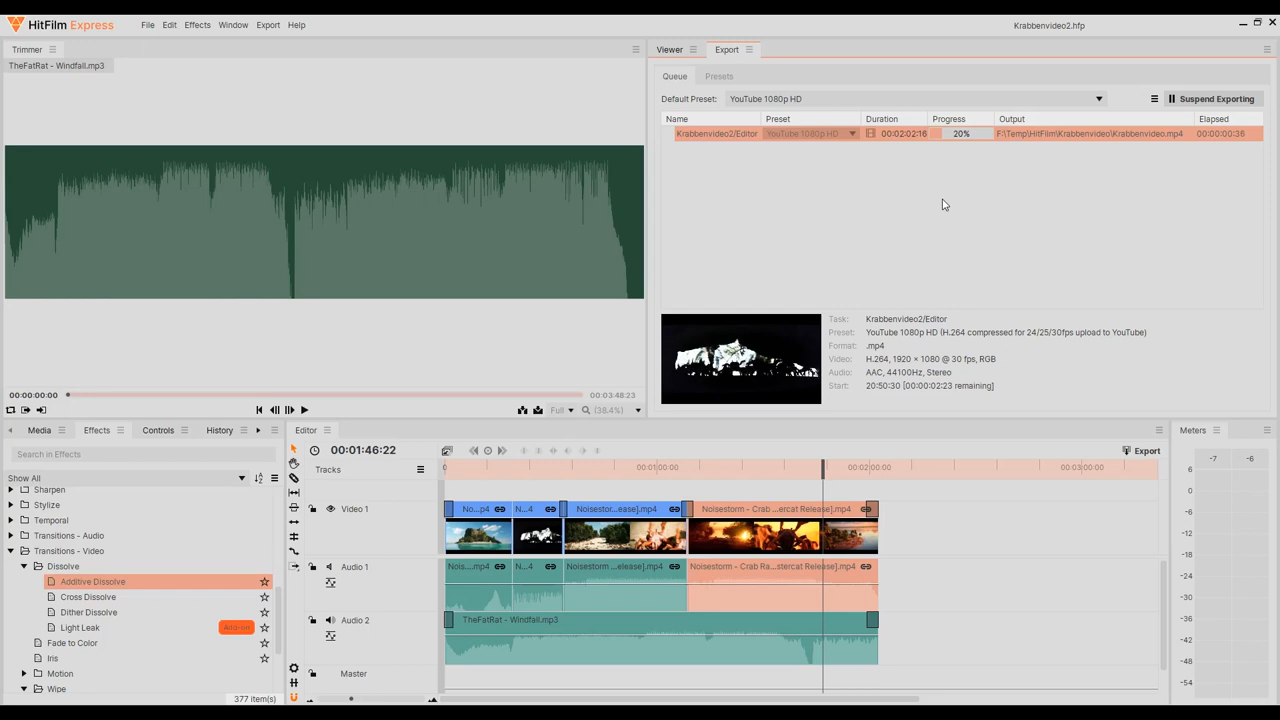 HitFilm Express File Edit Effects Window Export Help Krabbenvideo2.hfp
Trimmer
TheFatRat - Windfall.mp3
00:00:00:00 00:03:48:23
Full (38.4%)
Viewer Export
Queue Presets
Default Preset: YouTube 1080p HD Suspend Exporting
Name Preset Duration Progress Output Elapsed
Krabbenvideo2/Editor YouTube 1080p HD 00:02:02:16 20% F:\Temp\HitFilm\Krabbenvideo\Krabbenvideo.mp4 00:00:00:36
Task: Krabbenvideo2/Editor
Preset: YouTube 1080p HD (H.264 compressed for 24/25/30fps upload to YouTube)
Format: .mp4
Video: H.264, 1920 × 1080 @ 30 fps, RGB
Audio: AAC, 44100Hz, Stereo
Start: 20:50:30 [00:00:02:23 remaining]
Media Effects Controls History
Search in Effects
Show All
Sharpen
Stylize
Temporal
Transitions - Audio
Transitions - Video
Dissolve
Additive Dissolve
Cross Dissolve
Dither Dissolve
Light Leak Add-on
Fade to Color
Iris
Motion
Wipe
377 item(s)
Editor
00:01:46:22 Export
Tracks 0 00:01:00:00 00:02:00:00 00:03:00:00
Video 1 No...p4 N...4 Noisestor...ease].mp4 Noisestorm - Crab ...ercat Release].mp4
Audio 1 Nois....mp4 N...4 Noisestorm ...elease].mp4 Noisestorm - Crab Ra...stercat Release].mp4
Audio 2 TheFatRat - Windfall.mp3
Master
Meters
-7 -6
6
0
-6
-12
-18
-24
-30
-36
-42
-48
-54